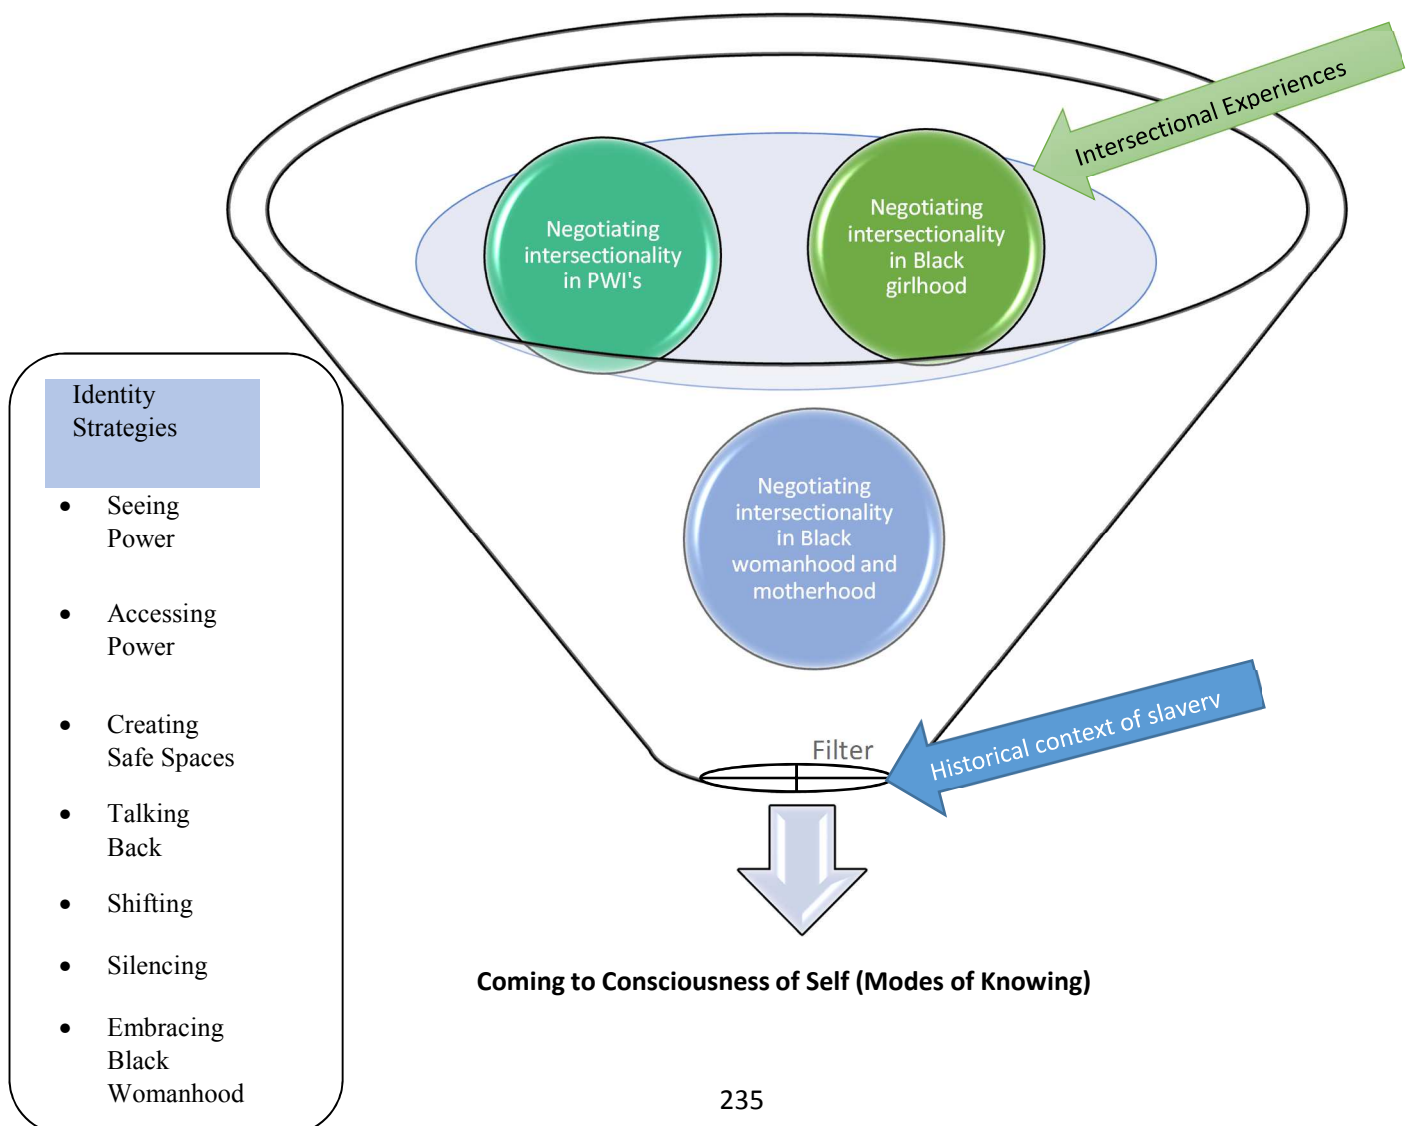 Intersectional Experiences
Negotiating
intersectionality
in PWI's
Negotiating
intersectionality
in Black
girlhood
Negotiating
intersectionality
in Black
womanhood and
motherhood
Filter
Historical context of slavery
Coming to Consciousness of Self (Modes of Knowing)
Identity
Strategies
• Seeing
Power
• Accessing
Power
• Creating
Safe Spaces
• Talking
Back
• Shifting
• Silencing
• Embracing
Black
Womanhood
235